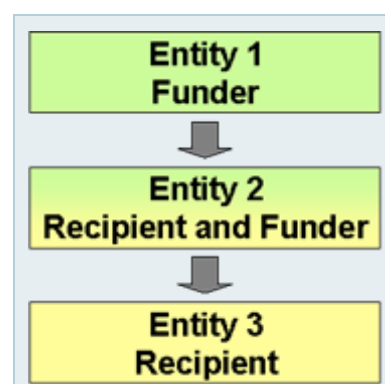 Entity 1
Funder
Entity 2
Recipient and Funder
Entity 3
Recipient